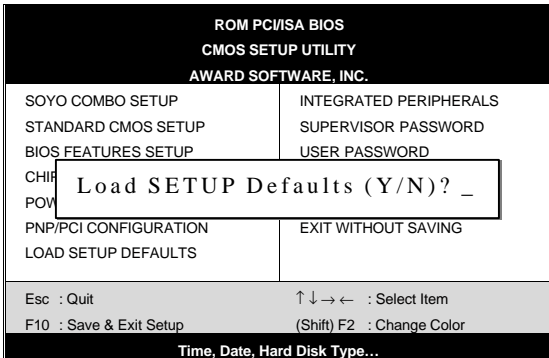 ROM PCI/ISA BIOS
CMOS SETUP UTILITY
AWARD SOFTWARE, INC.
SOYO COMBO SETUP
STANDARD CMOS SETUP
BIOS FEATURES SETUP
CHIP
POW
PNP/PCI CONFIGURATION
LOAD SETUP DEFAULTS
INTEGRATED PERIPHERALS
SUPERVISOR PASSWORD
USER PASSWORD
EXIT WITHOUT SAVING
Load SETUP Defaults (Y/N)? _
Esc : Quit
↑ ↓ → ← : Select Item
F10 : Save & Exit Setup
(Shift) F2 : Change Color
Time, Date, Hard Disk Type...